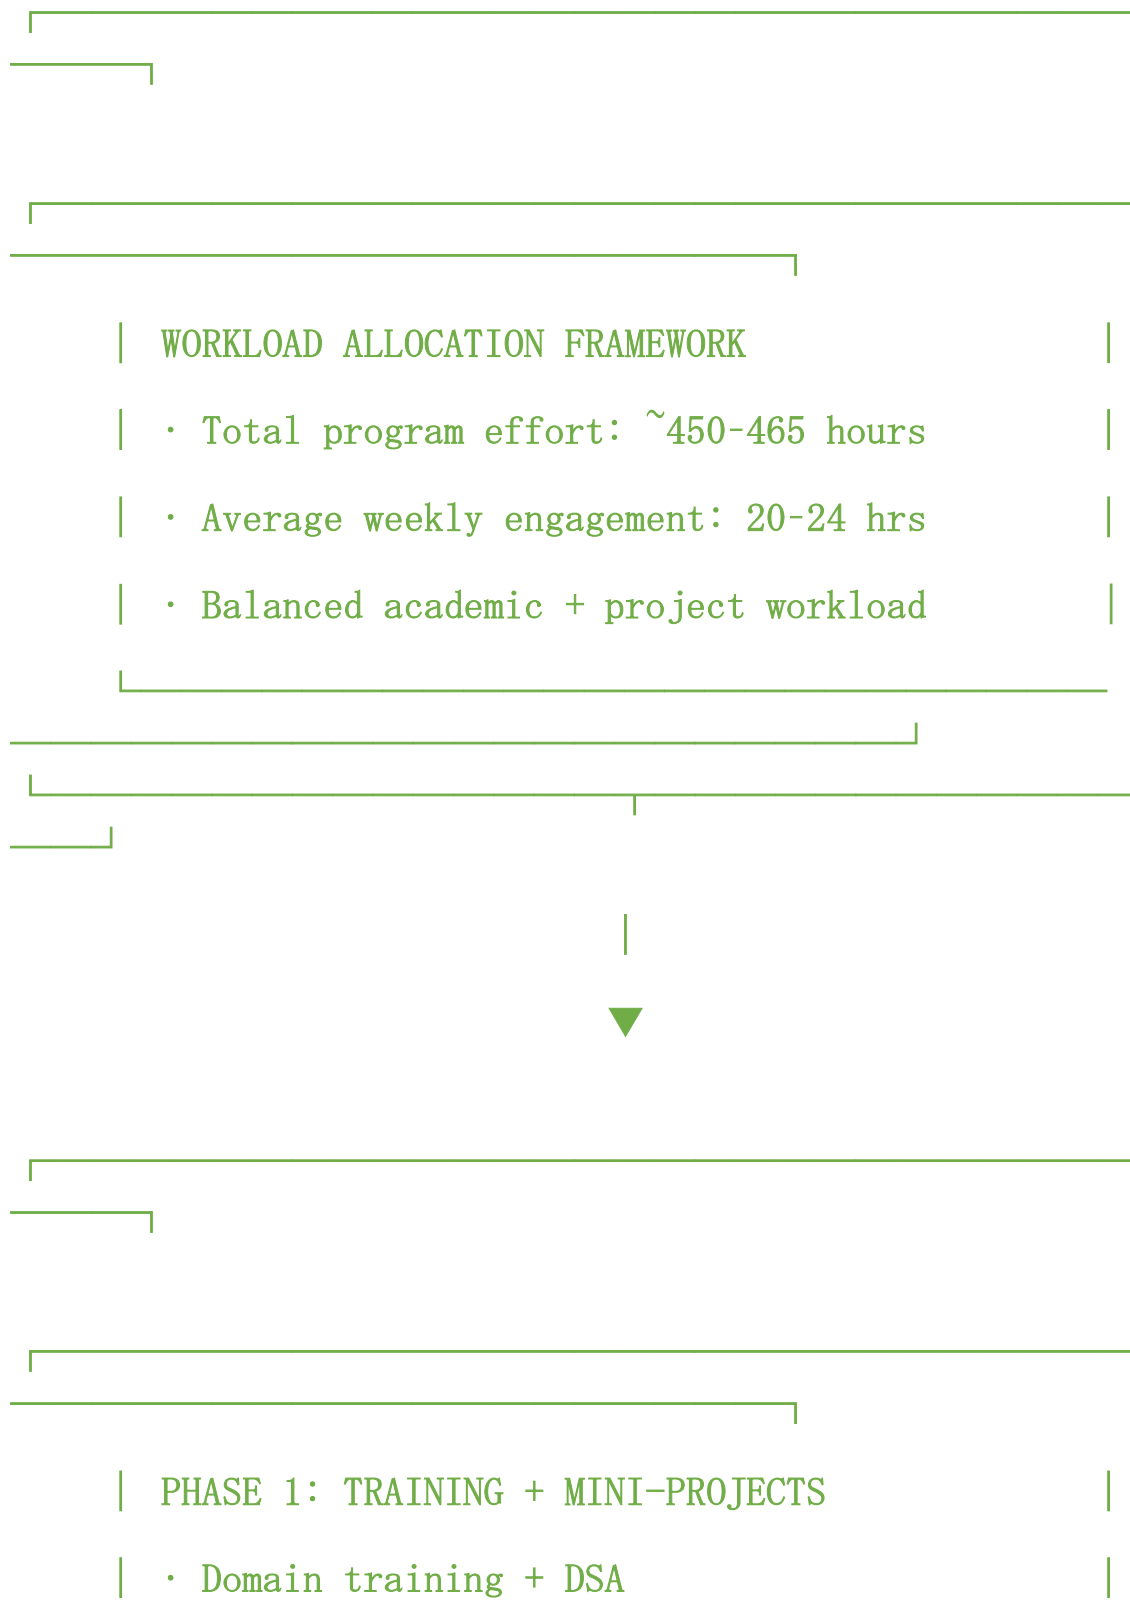 WORKLOAD ALLOCATION FRAMEWORK
· Total program effort: ~450–465 hours
· Average weekly engagement: 20–24 hrs
· Balanced academic + project workload
PHASE 1: TRAINING + MINI-PROJECTS
· Domain training + DSA